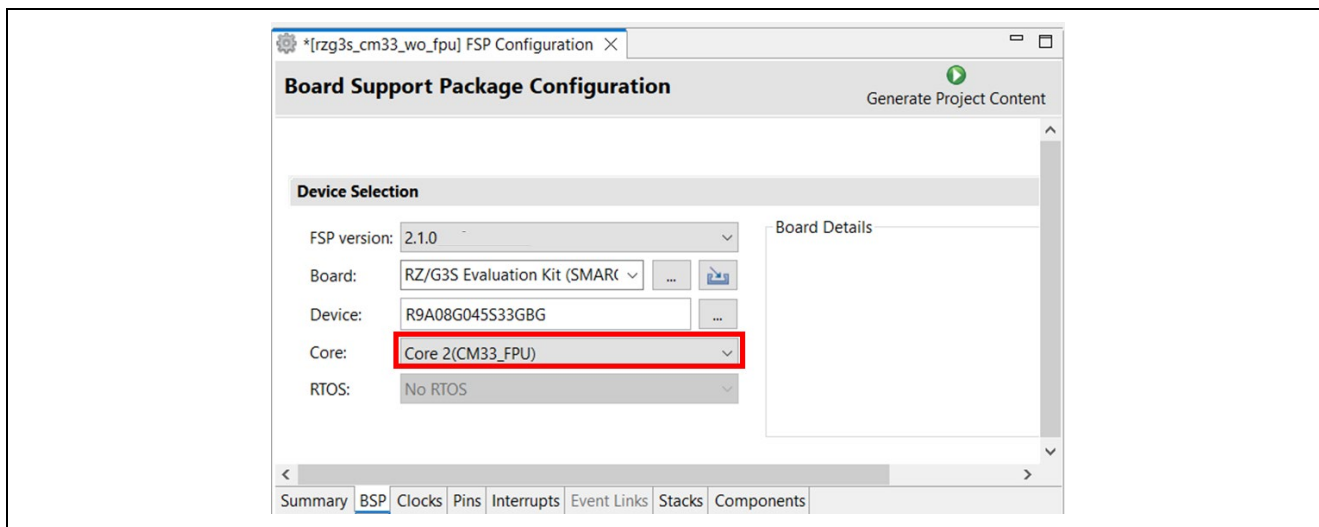 *[rzg3s_cm33_wo_fpu] FSP Configuration
Board Support Package Configuration
Generate Project Content
Device Selection
FSP version: 2.1.0
Board Details
Board: RZ/G3S Evaluation Kit (SMARC ...
Device: R9A08G045S33GBG ...
Core: Core 2(CM33_FPU)
RTOS: No RTOS
Summary BSP Clocks Pins Interrupts Event Links Stacks Components